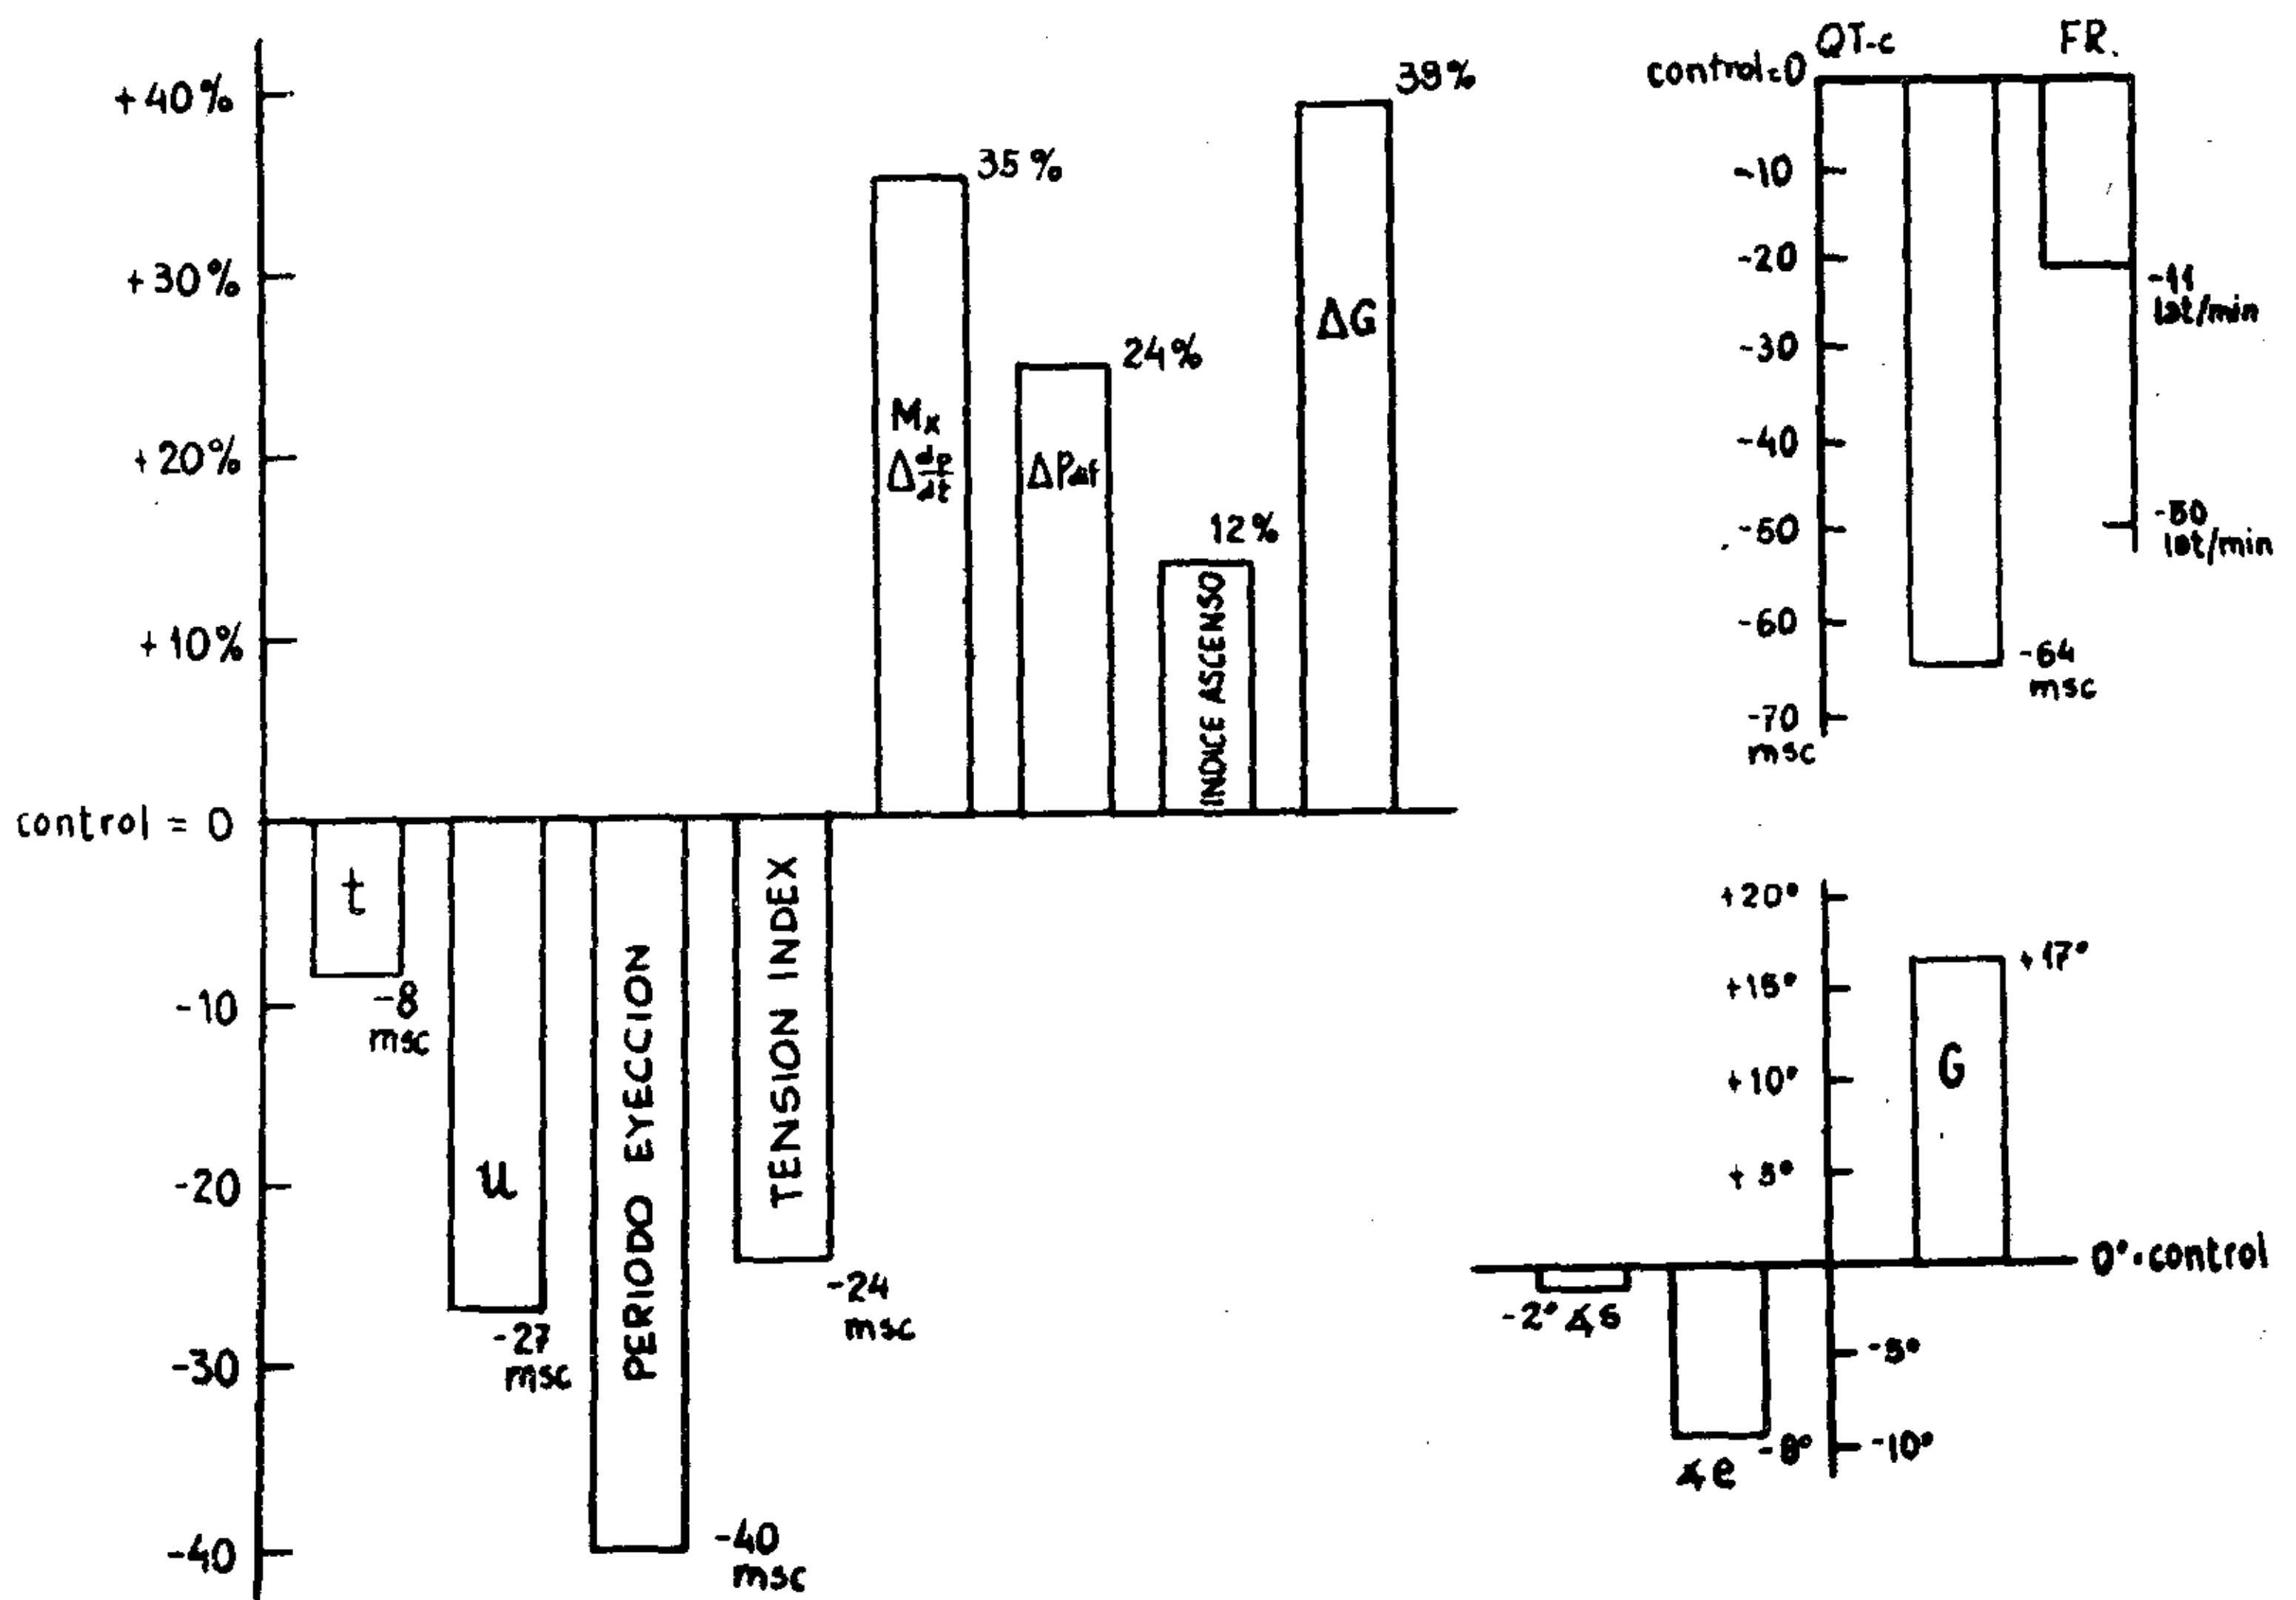 +40%
+30%
+20%
+10%
control = 0
-10
-20
-30
-40
t
-8
msc
u
-27
msc
PERIODO EYECCION
-40
msc
TENSION INDEX
-24
msc
35%
Mx
Δ dp/dt
24%
12%
INDICE ASCENSO
39%
ΔG
QT-c
FR.
control=0
-10
-20
-30
-40
-50
-60
-70
msc
-64
msc
-11
lat/min
lat/min
+20°
+15°
+10°
+5°
0°=control
-5°
-10°
+17°
G
-2° ∡s
-8°
∡e